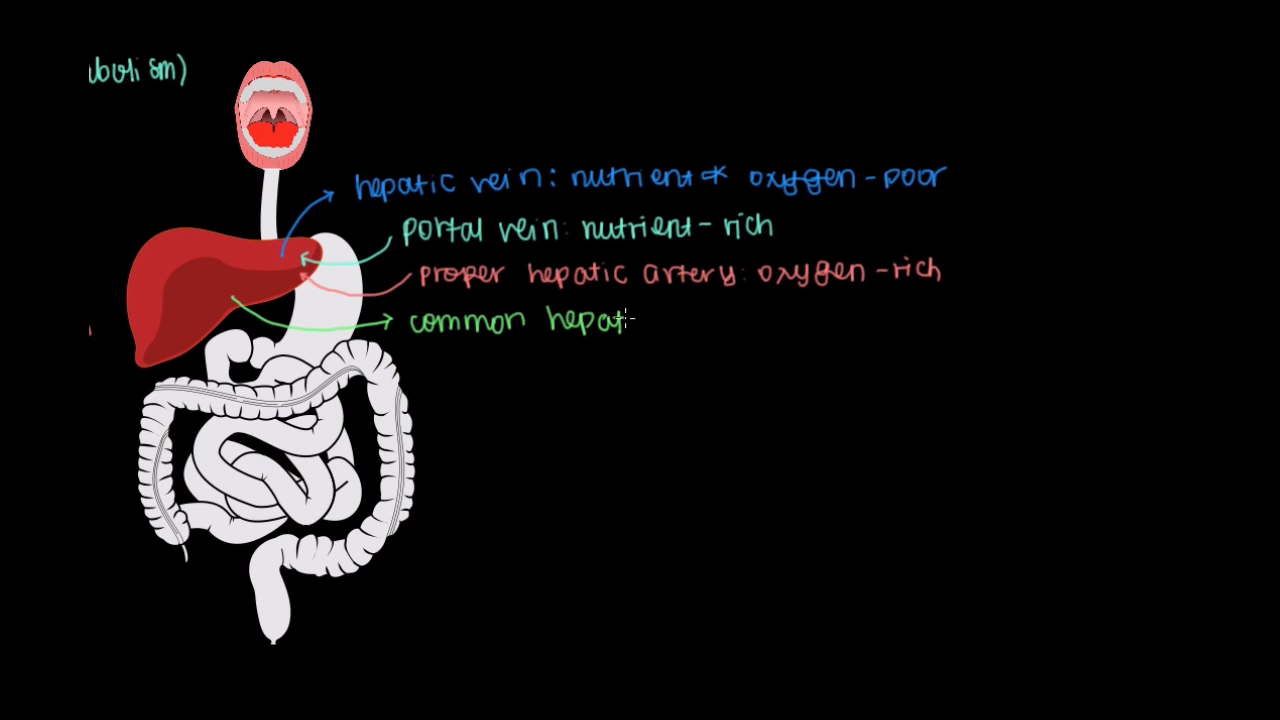 hepatic vein: nutrient & oxygen-poor
portal vein: nutrient-rich
proper hepatic artery: oxygen-rich
common hepat